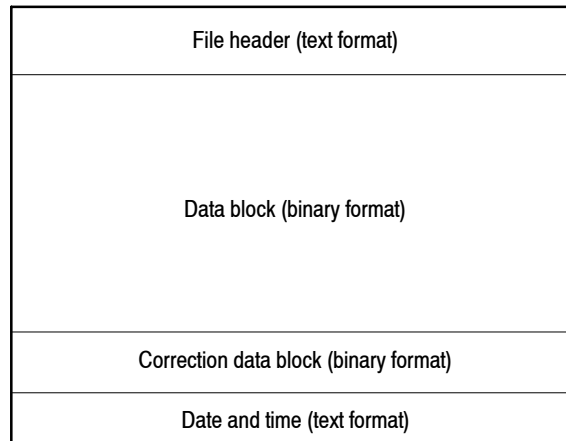 File header (text format)
Data block (binary format)
Correction data block (binary format)
Date and time (text format)